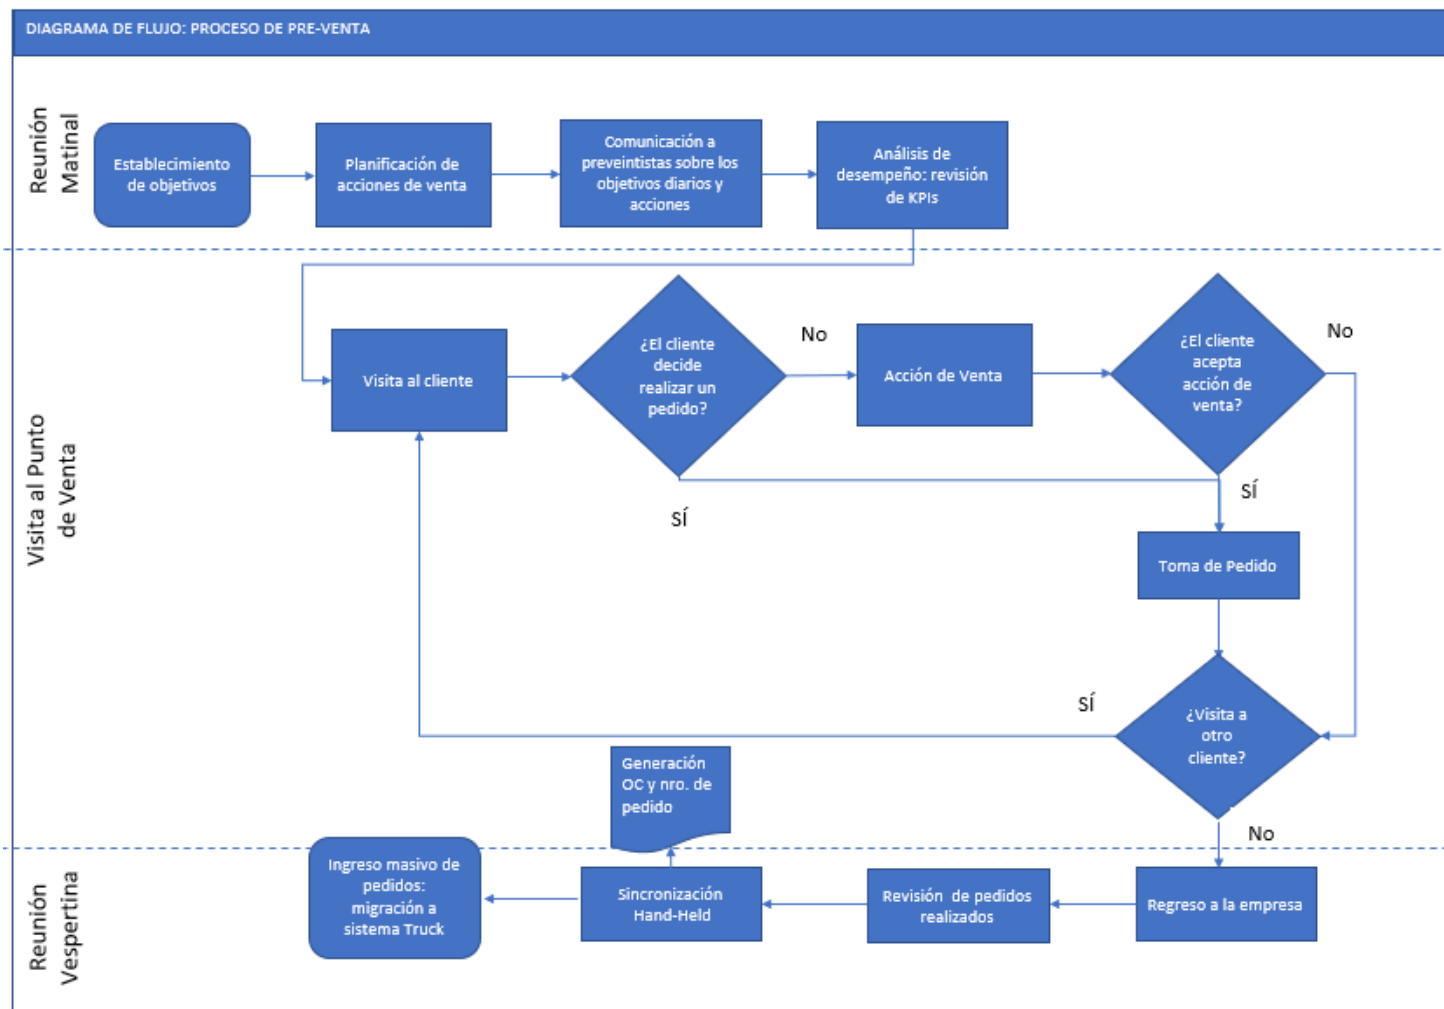 DIAGRAMA DE FLUJO: PROCESO DE PRE-VENTA
Reunión
Matinal
Establecimiento
de objetivos
Planificación de
acciones de venta
Comunicación a
preveintistas sobre los
objetivos diarios y
acciones
Análisis de
desempeño: revisión
de KPIs
Visita al Punto
de Venta
Visita al cliente
¿El cliente
decide
realizar un
pedido?
No
Acción de Venta
¿El cliente
acepta
acción de
venta?
No
SÍ
SÍ
Toma de Pedido
SÍ
¿Visita a
otro
cliente?
No
Generación
OC y nro. de
pedido
Reunión
Vespertina
Ingreso masivo de
pedidos:
migración a
sistema Truck
Sincronización
Hand-Held
Revisión de pedidos
realizados
Regreso a la empresa